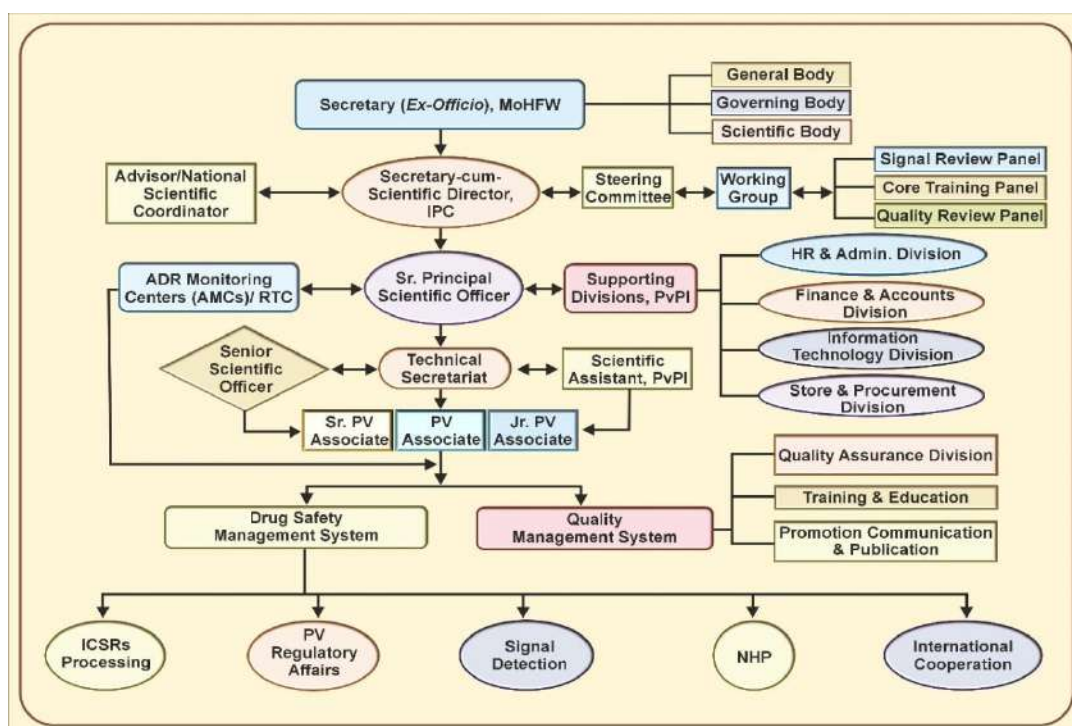 General Body
Secretary (Ex-Officio), MoHFW
Governing Body
Scientific Body
Advisor/National
Scientific
Coordinator
Secretary-cum-
Scientific Director,
IPC
Steering
Committee
Working
Group
Signal Review Panel
Core Training Panel
Quality Review Panel
ADR Monitoring
Centers (AMCs)/ RTC
Sr. Principal
Scientific Officer
Supporting
Divisions, PvPI
HR & Admin. Division
Finance & Accounts
Division
Information
Technology Division
Store & Procurement
Division
Senior
Scientific
Officer
Technical
Secretariat
Scientific
Assistant, PvPI
Sr. PV
Associate
PV
Associate
Jr. PV
Associate
Drug Safety
Management System
Quality
Management System
Quality Assurance Division
Training & Education
Promotion Communication
& Publication
ICSRs
Processing
PV
Regulatory
Affairs
Signal
Detection
NHP
International
Cooperation